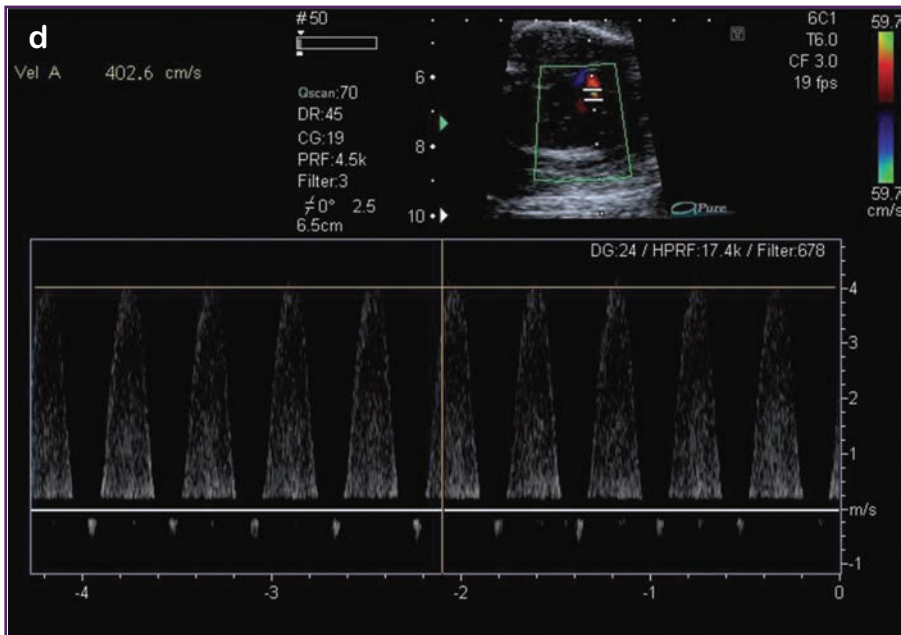 d
#50
Vel A 402.6 cm/s
Qscan:70
DR:45
CG:19
PRF:4.5k
Filter:3
≠0° 2.5
6.5cm
6
8
10
6C1
T6.0
CF 3.0
19 fps
59.7
59.7
cm/s
Pure
DG:24 / HPRF:17.4k / Filter:678
4
3
2
1
m/s
-1
-4
-3
-2
-1
0